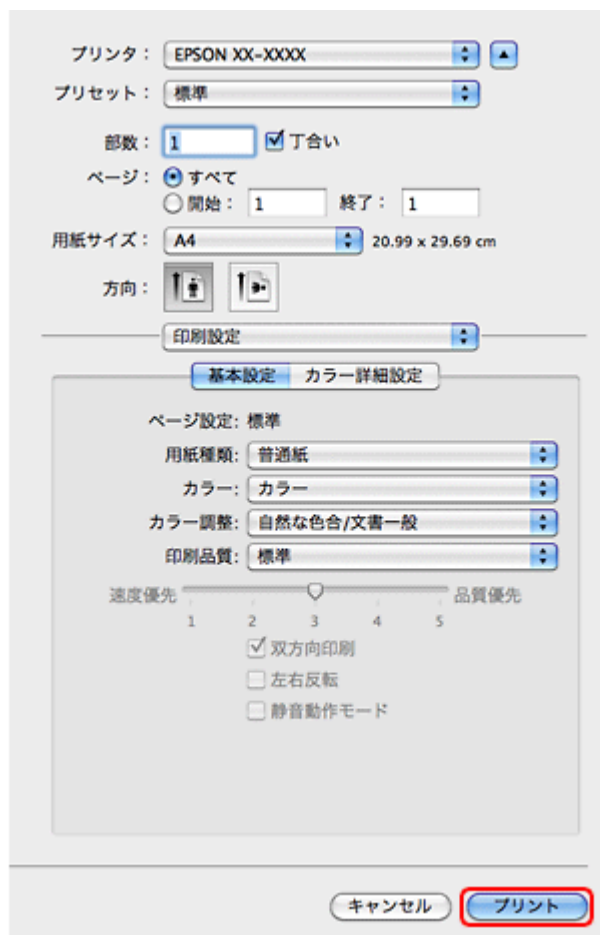 プリンタ： EPSON XX-XXXX
プリセット： 標準
部数： 1 丁合い
ページ： すべて
開始： 1 終了： 1
用紙サイズ： A4 20.99 x 29.69 cm
方向：
印刷設定
基本設定 カラー詳細設定
ページ設定: 標準
用紙種類: 普通紙
カラー: カラー
カラー調整: 自然な色合/文書一般
印刷品質: 標準
速度優先 品質優先
1 2 3 4 5
双方向印刷
左右反転
静音動作モード
キャンセル プリント